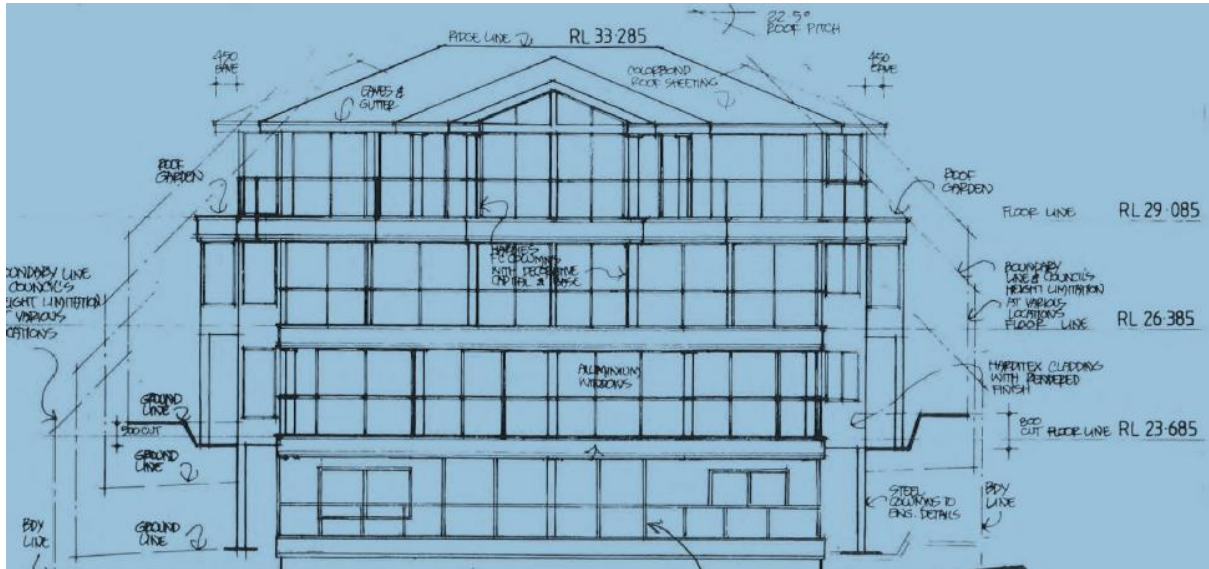 22.5°
ROOF PITCH
RIDGE LINE
RL 33·285
450
EAVE
450
EAVE
COLORBOND
ROOF SHEETING
EAVES &
GUTTER
ROOF
GARDEN
ROOF
GARDEN
FLOOR LINE RL 29·085
HARDIES
FC COLUMNS
WITH DECORATIVE
CAPITAL & BASE
OUNDARY LINE
COUNCIL'S
EIGHT LIMITATION
VARIOUS
CATIONS
BOUNDARY
LINE & COUNCIL'S
HEIGHT LIMITATION
AT VARIOUS
LOCATIONS
FLOOR LINE RL 26·385
ALUMINIUM
WINDOWS
HARDITEX CLADDING
WITH RENDERED
FINISH
GROUND
LINE
CUT
800
CUT FLOOR LINE RL 23·685
GROUND
LINE
STEEL
COLUMNS TO
ENG. DETAILS
BDY
LINE
BDY
LINE
GROUND
LINE